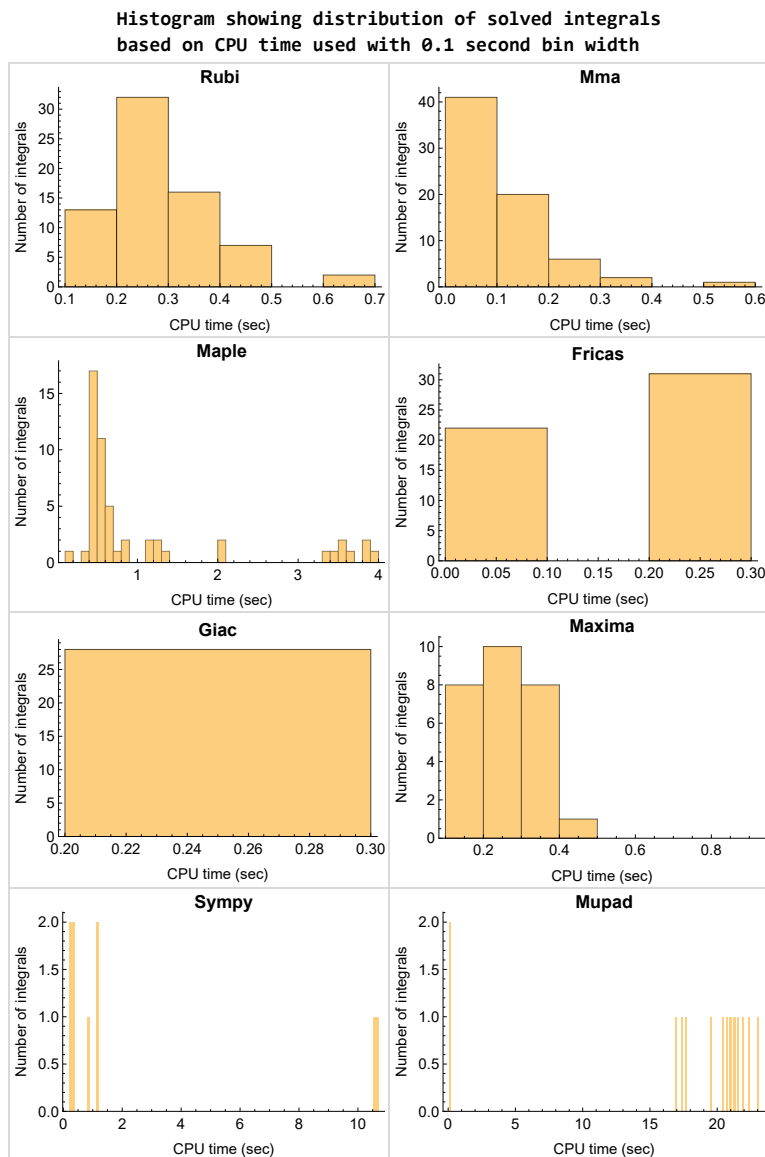 Histogram showing distribution of solved integrals
based on CPU time used with 0.1 second bin width
Rubi
Number of integrals
30
25
20
15
10
5
0
0.1 0.2 0.3 0.4 0.5 0.6 0.7
CPU time (sec)
Mma
Number of integrals
40
30
20
10
0
0.0 0.1 0.2 0.3 0.4 0.5 0.6
CPU time (sec)
Maple
Number of integrals
15
10
5
0
1 2 3 4
CPU time (sec)
Fricas
Number of integrals
30
25
20
15
10
5
0
0.00 0.05 0.10 0.15 0.20 0.25 0.30
CPU time (sec)
Giac
Number of integrals
25
20
15
10
5
0
0.20 0.22 0.24 0.26 0.28 0.30
CPU time (sec)
Maxima
Number of integrals
10
8
6
4
2
0
0.2 0.4 0.6 0.8
CPU time (sec)
Sympy
Number of integrals
2.0
1.5
1.0
0.5
0.0
0 2 4 6 8 10
CPU time (sec)
Mupad
Number of integrals
2.0
1.5
1.0
0.5
0.0
0 5 10 15 20
CPU time (sec)